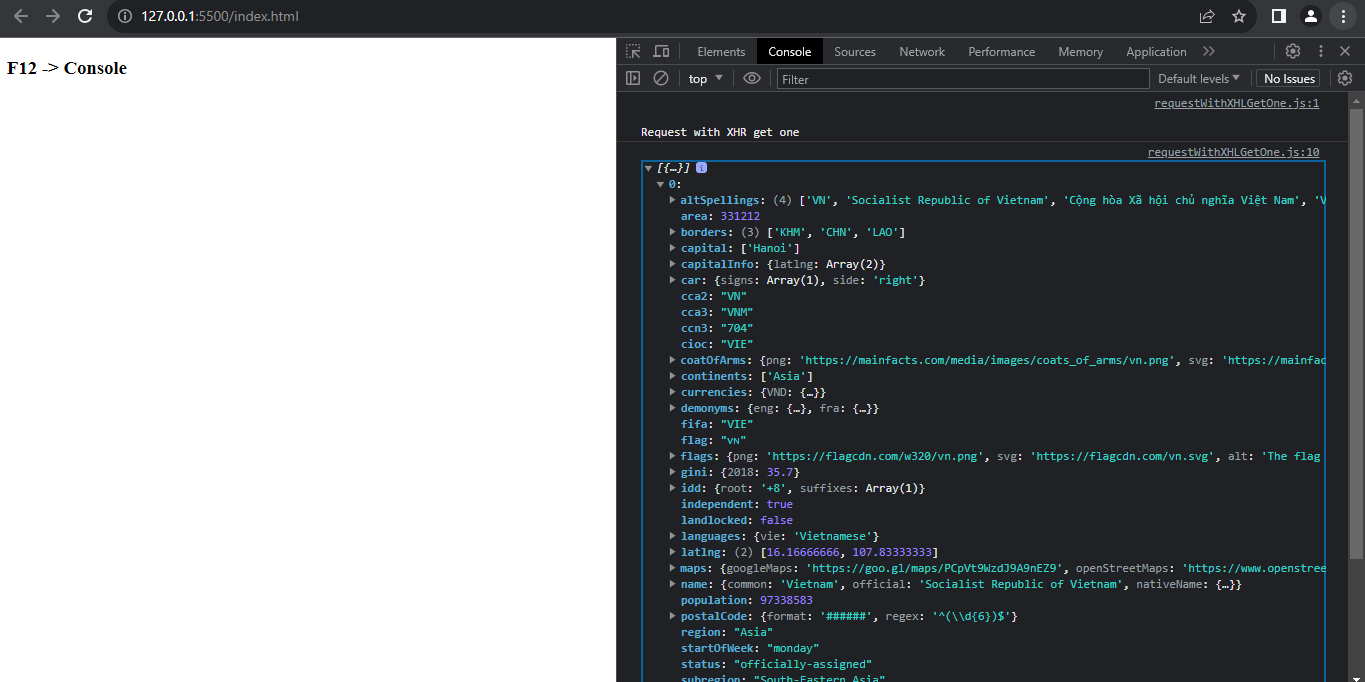 127.0.0.1:5500/index.html
F12 -> Console
Elements Console Sources Network Performance Memory Application
top Filter Default levels No Issues
requestWithXHLGetOne.js:1
Request with XHR get one
requestWithXHLGetOne.js:10
[{…}] i
0:
altSpellings: (4) ['VN', 'Socialist Republic of Vietnam', 'Cộng hòa Xã hội chủ nghĩa Việt Nam', 'V
area: 331212
borders: (3) ['KHM', 'CHN', 'LAO']
capital: ['Hanoi']
capitalInfo: {latlng: Array(2)}
car: {signs: Array(1), side: 'right'}
cca2: "VN"
cca3: "VNM"
ccn3: "704"
cioc: "VIE"
coatOfArms: {png: 'https://mainfacts.com/media/images/coats_of_arms/vn.png', svg: 'https://mainfac
continents: ['Asia']
currencies: {VND: {…}}
demonyms: {eng: {…}, fra: {…}}
fifa: "VIE"
flag: "🇻🇳"
flags: {png: 'https://flagcdn.com/w320/vn.png', svg: 'https://flagcdn.com/vn.svg', alt: 'The flag
gini: {2018: 35.7}
idd: {root: '+8', suffixes: Array(1)}
independent: true
landlocked: false
languages: {vie: 'Vietnamese'}
latlng: (2) [16.16666666, 107.83333333]
maps: {googleMaps: 'https://goo.gl/maps/PCpVt9WzdJ9A9nEZ9', openStreetMaps: 'https://www.openstree
name: {common: 'Vietnam', official: 'Socialist Republic of Vietnam', nativeName: {…}}
population: 97338583
postalCode: {format: '######', regex: '^(\\d{6})$'}
region: "Asia"
startOfWeek: "monday"
status: "officially-assigned"
subregion: "South-Eastern Asia"